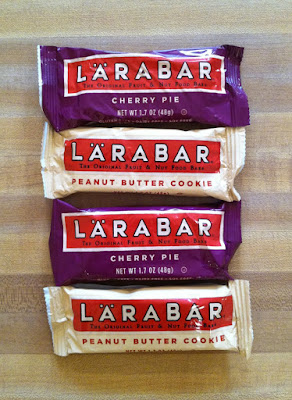 LÄRABAR
The Original Fruit & Nut Food Bar
CHERRY PIE
NET WT 1.7 OZ (48g)
LÄRABAR
The Original Fruit & Nut Food Bar
PEANUT BUTTER COOKIE
LÄRABAR
The Original Fruit & Nut Food Bar
CHERRY PIE
NET WT 1.7 OZ (48g)
LÄRABAR
The Original Fruit & Nut Food Bar
PEANUT BUTTER COOKIE